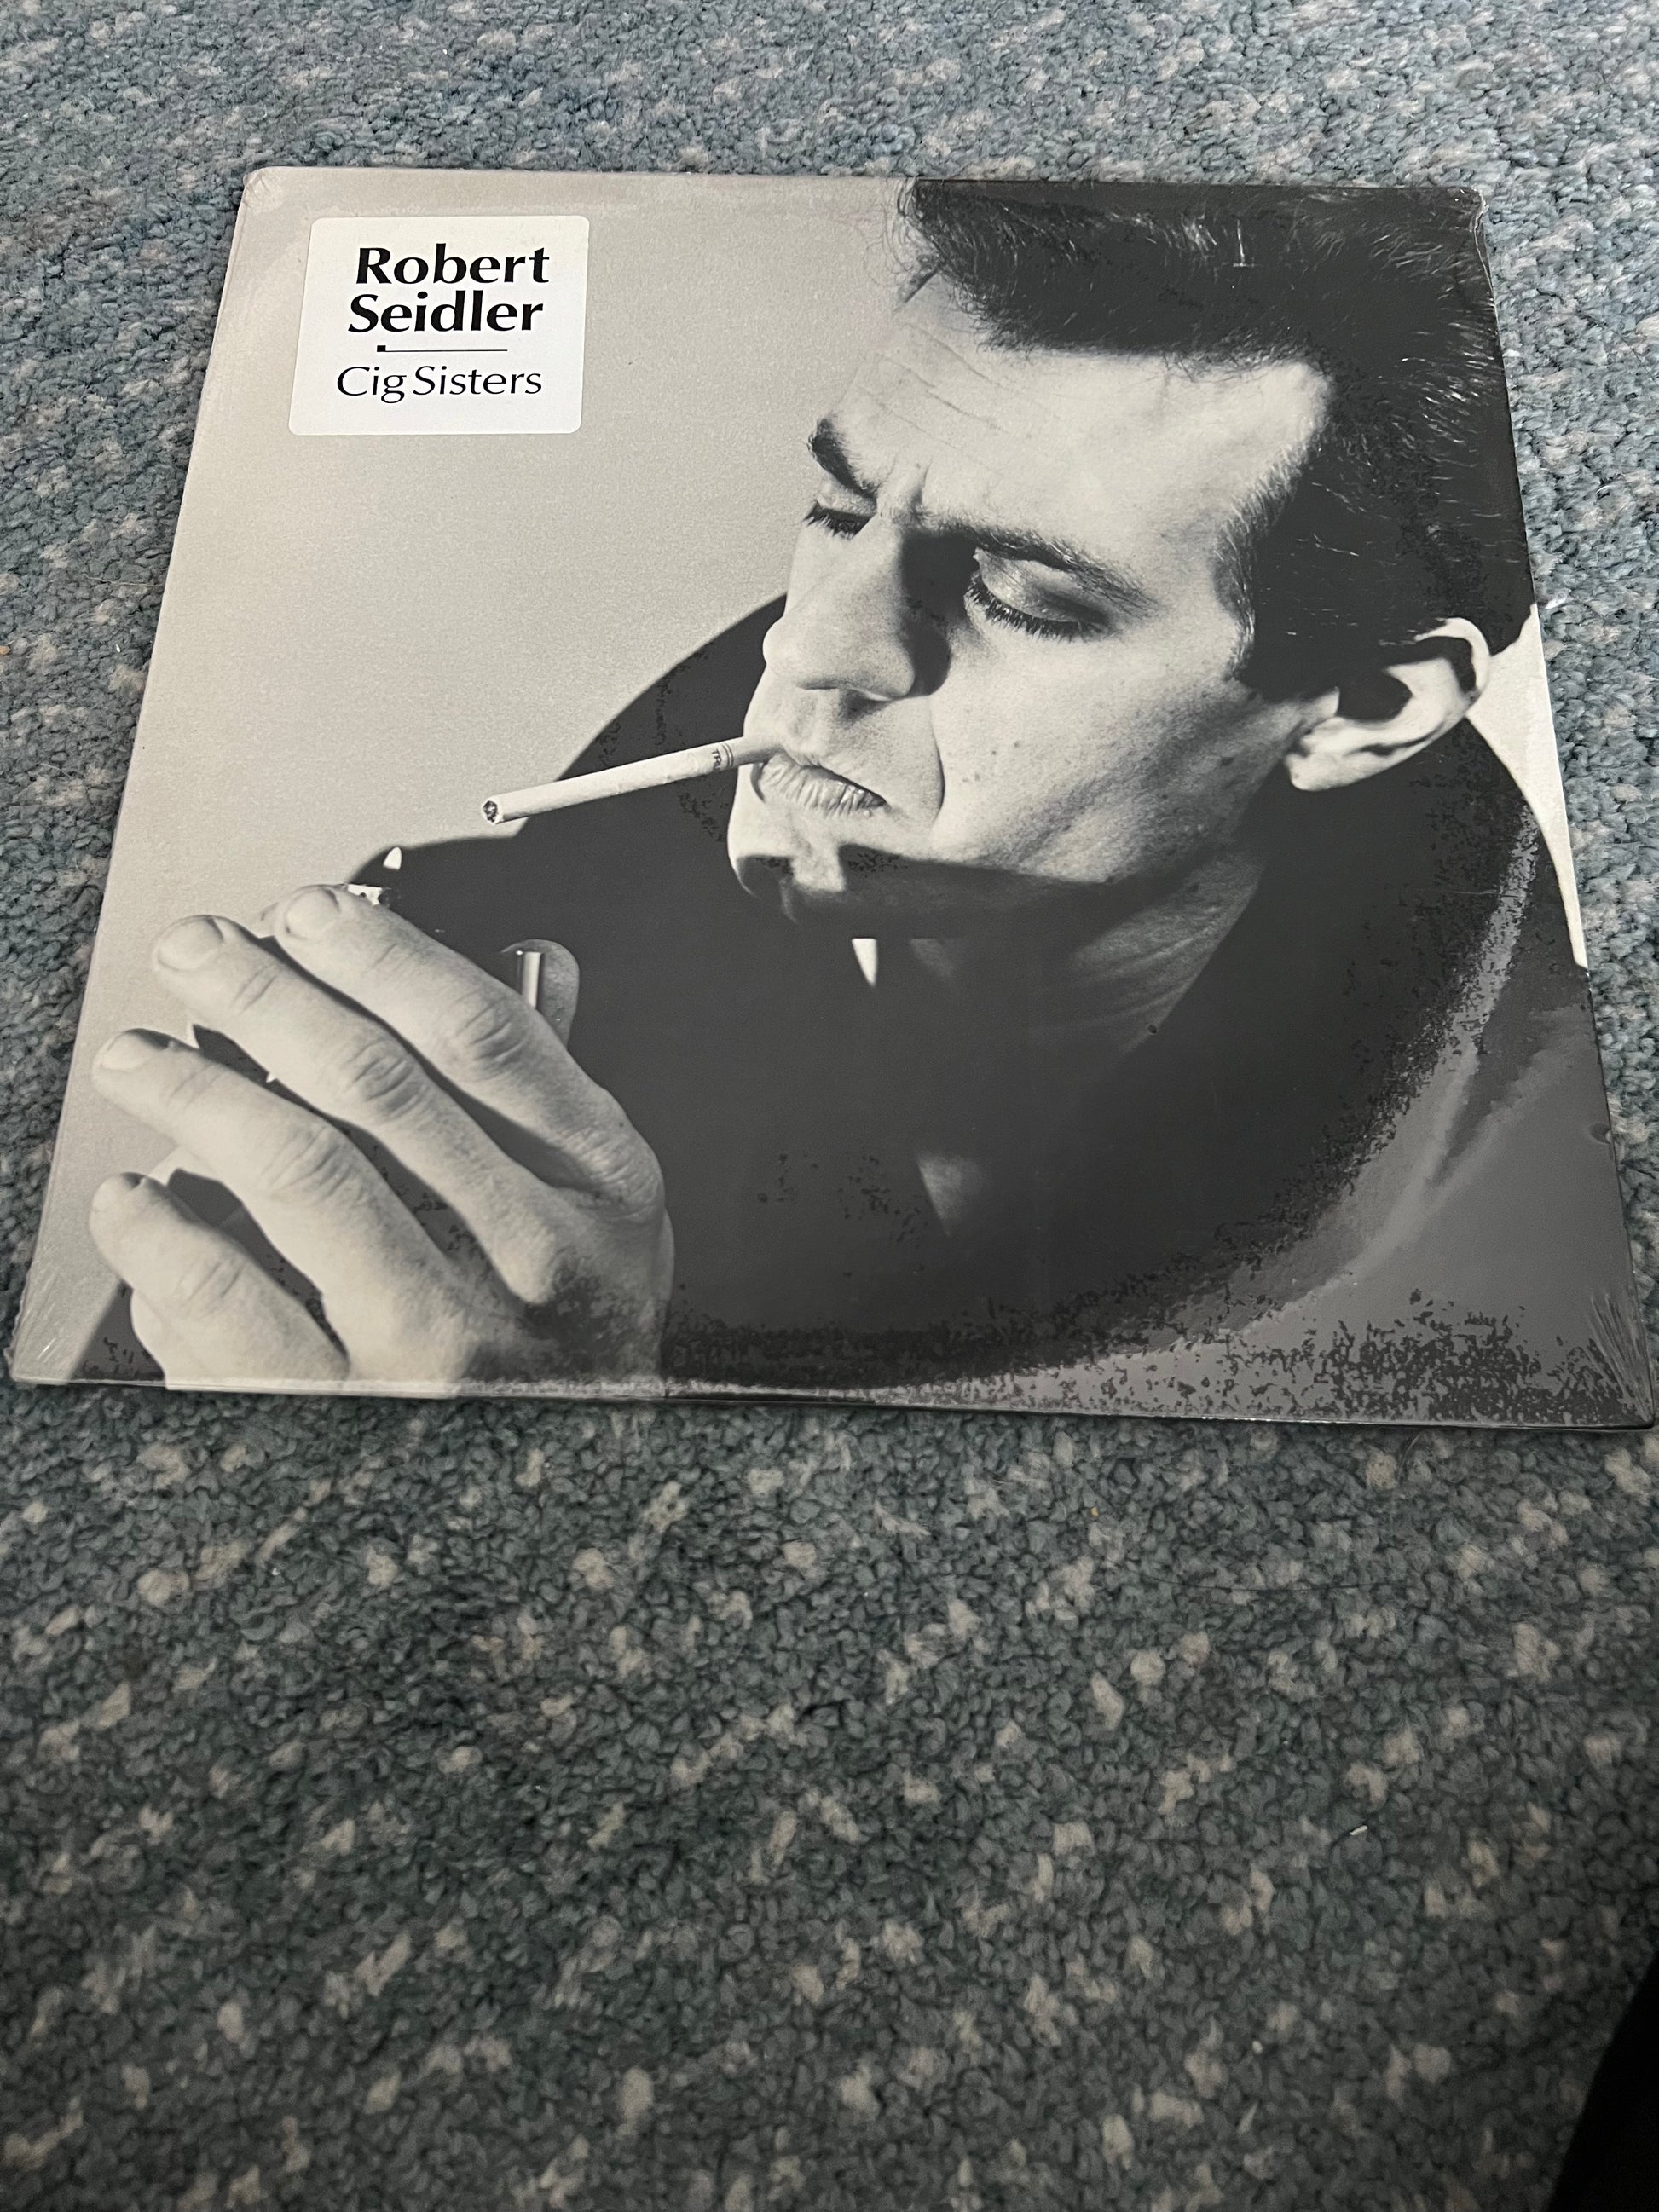 Robert
Seidler
Cig Sisters